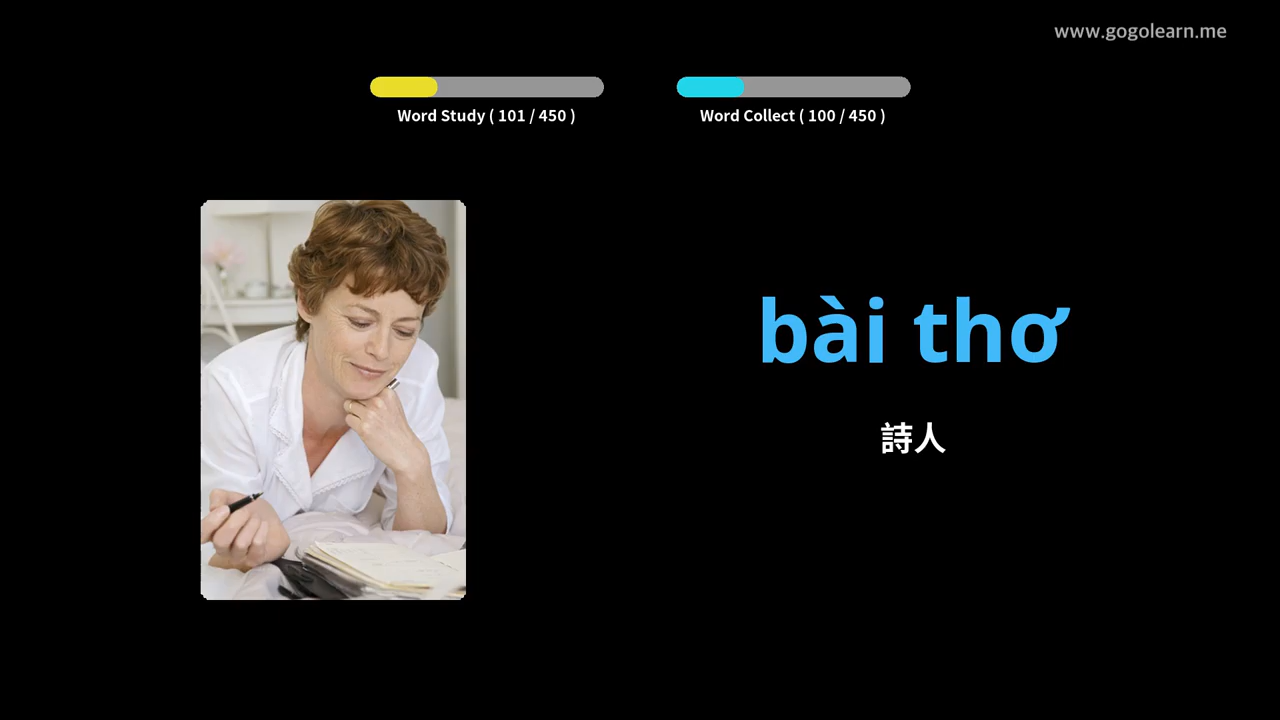 www.gogolearn.me
Word Study ( 101 / 450 )
Word Collect ( 100 / 450 )
bài thơ
詩人